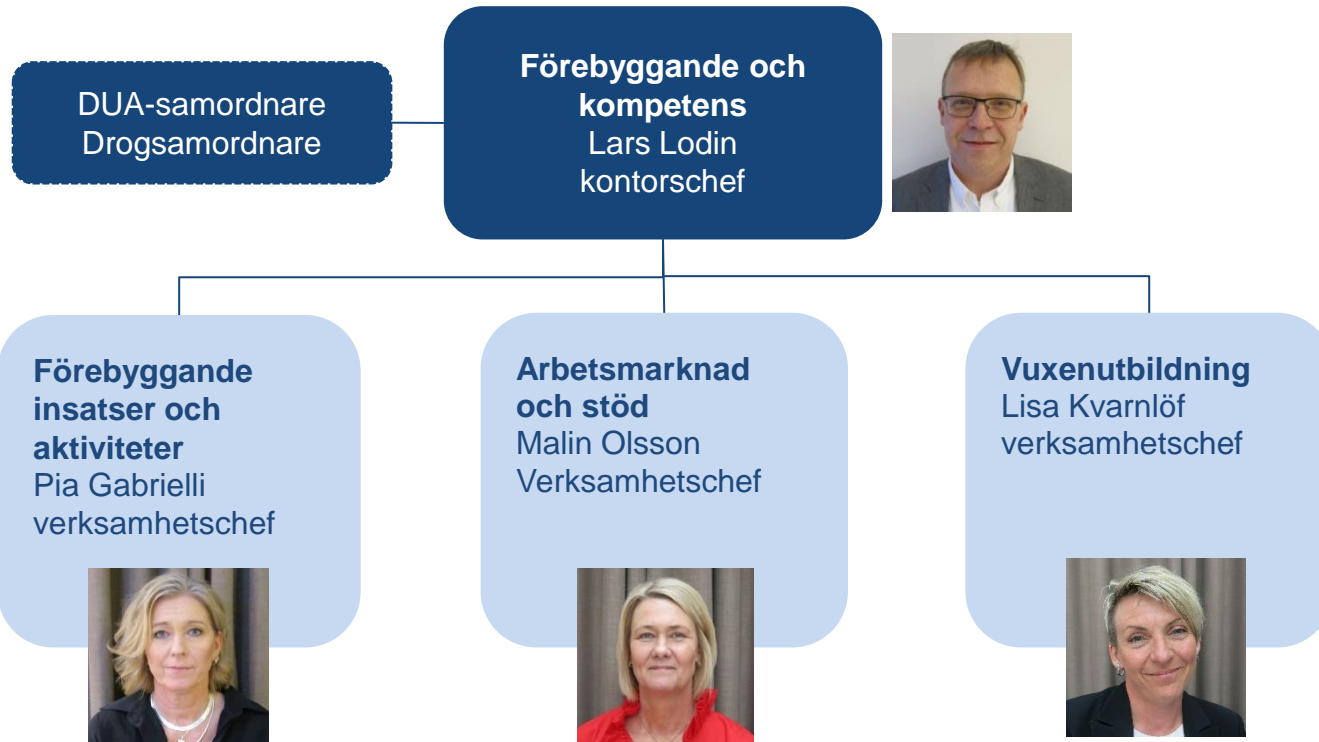 Förebyggande och
kompetens
Lars Lodin
kontorschef
DUA-samordnare
Drogsamordnare
Förebyggande
insatser och
aktiviteter
Pia Gabrielli
verksamhetschef
Arbetsmarknad
och stöd
Malin Olsson
Verksamhetschef
Vuxenutbildning
Lisa Kvarnlöf
verksamhetschef